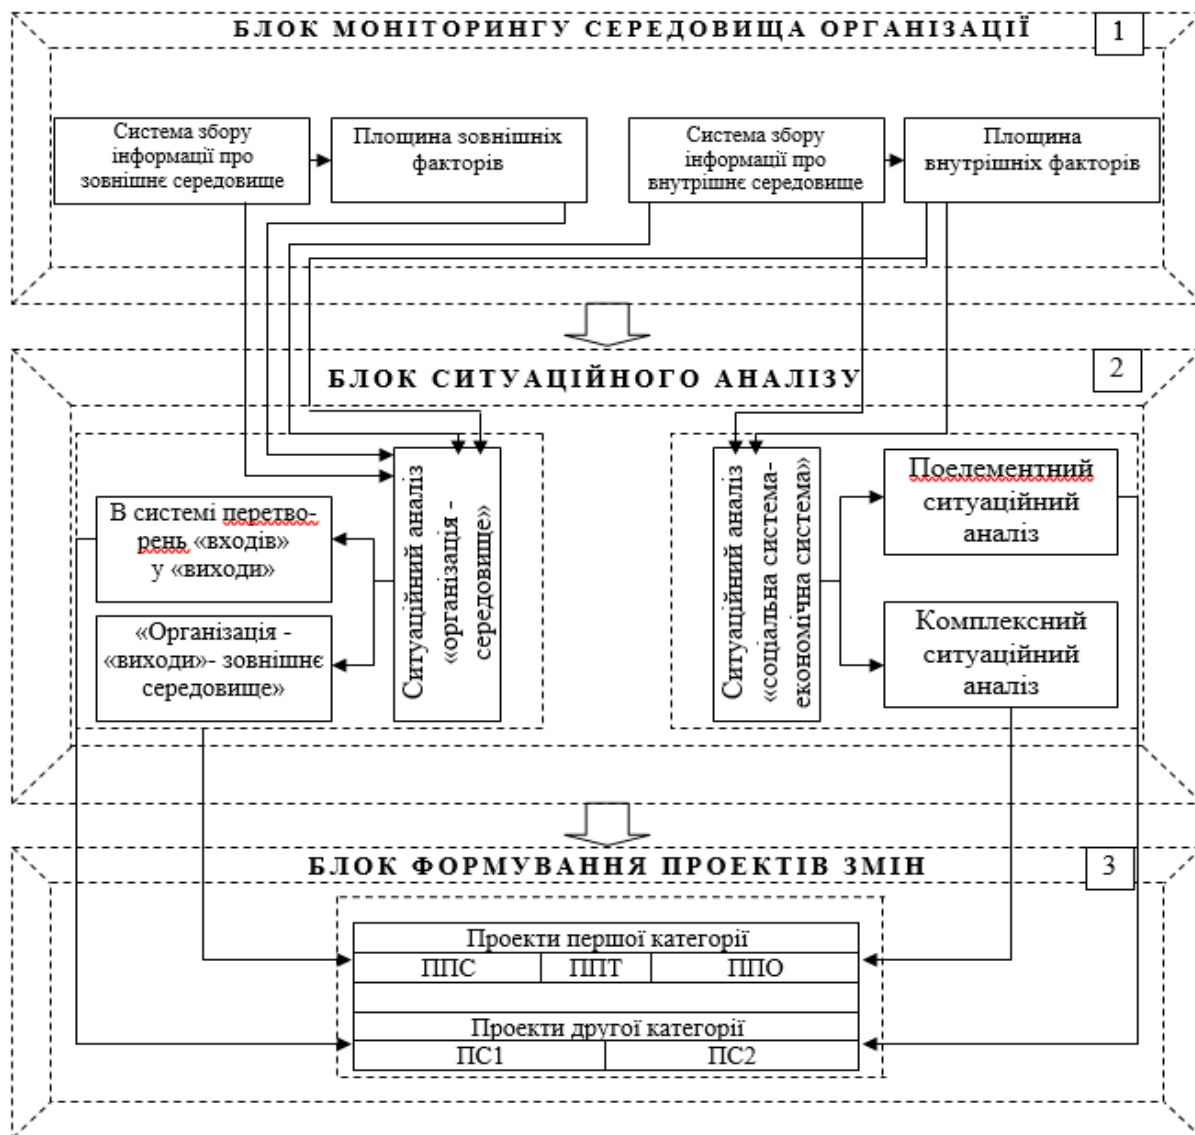 БЛОК МОНІТОРИНГУ СЕРЕДОВИЩА ОРГАНІЗАЦІЇ
1
Система збору
інформації про
зовнішнє середовище
Площина зовнішніх
факторів
Система збору
інформації про
внутрішнє середовище
Площина
внутрішніх факторів
БЛОК СИТУАЦІЙНОГО АНАЛІЗУ
2
В системі перетво-
рень «входів»
у «виходи»
«Організація -
«виходи»- зовнішнє
середовище»
Ситуаційний аналіз
«організація -
середовище»
Ситуаційний аналіз
«соціальна система-
економічна система»
Поелементний
ситуаційний
аналіз
Комплексний
ситуаційний
аналіз
БЛОК ФОРМУВАННЯ ПРОЕКТІВ ЗМІН
3
Проекти першої категорії
ППС ППТ ППО
Проекти другої категорії
ПС1 ПС2